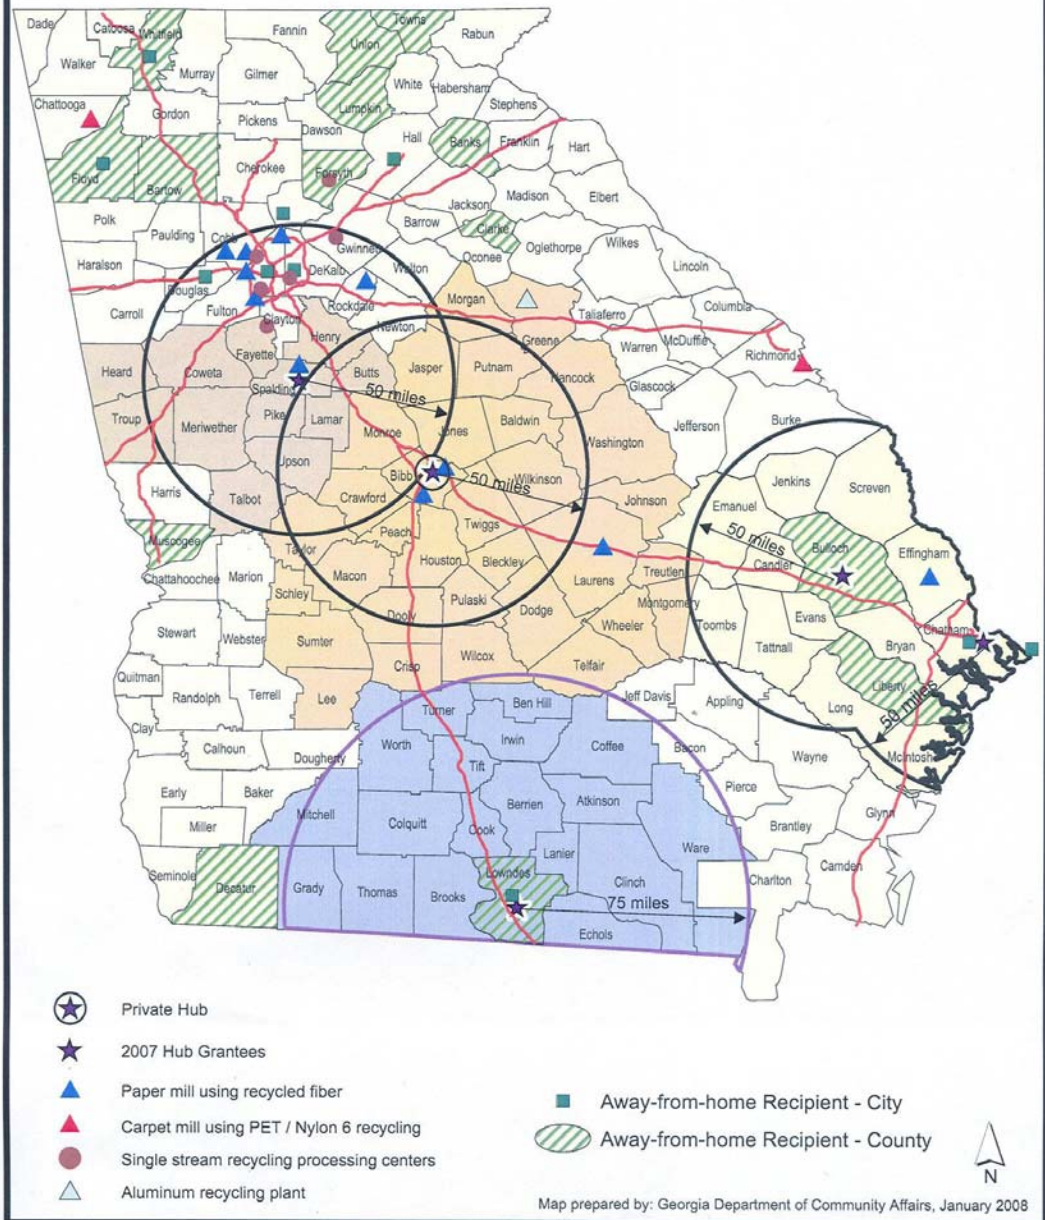 Dade
Catoosa
Whitfield
Fannin
Towns
Union
Rabun
Walker
Murray
Gilmer
White
Habersham
Chattooga
Gordon
Pickens
Lumpkin
Dawson
Stephens
Hall
Banks
Franklin
Hart
Floyd
Bartow
Cherokee
Forsyth
Jackson
Madison
Elbert
Polk
Paulding
Cobb
Gwinnett
Barrow
Clarke
Oglethorpe
Wilkes
Lincoln
Haralson
Douglas
DeKalb
Walton
Oconee
Carroll
Fulton
Clayton
Rockdale
Newton
Morgan
Greene
Taliaferro
Columbia
McDuffie
Warren
Richmond
Heard
Coweta
Fayette
Henry
Spalding
Butts
Jasper
Putnam
Hancock
Glascock
50 miles
Troup
Meriwether
Pike
Lamar
Monroe
Jones
Baldwin
Washington
Jefferson
Burke
Upson
Bibb
50 miles
Wilkinson
Harris
Talbot
Crawford
Twiggs
Johnson
Emanuel
Jenkins
Screven
Muscogee
Taylor
Peach
Houston
Bleckley
50 miles
Bulloch
Effingham
Chattahoochee
Marion
Schley
Macon
Pulaski
Laurens
Treutlen
Candler
Dooly
Dodge
Montgomery
Toombs
Evans
Bryan
Chatham
Stewart
Webster
Sumter
Crisp
Wilcox
Wheeler
Telfair
Tattnall
Quitman
Randolph
Terrell
Lee
Turner
Ben Hill
Jeff Davis
Appling
Long
Liberty
50 miles
Clay
Calhoun
Dougherty
Worth
Irwin
Coffee
Bacon
Wayne
McIntosh
Early
Baker
Mitchell
Tift
Berrien
Atkinson
Pierce
Brantley
Glynn
Miller
Colquitt
Cook
Lanier
Ware
Seminole
Decatur
Grady
Thomas
Brooks
Lowndes
Clinch
Charlton
Camden
75 miles
Echols
Private Hub
2007 Hub Grantees
Paper mill using recycled fiber
Carpet mill using PET / Nylon 6 recycling
Single stream recycling processing centers
Aluminum recycling plant
Away-from-home Recipient - City
Away-from-home Recipient - County
N
Map prepared by: Georgia Department of Community Affairs, January 2008